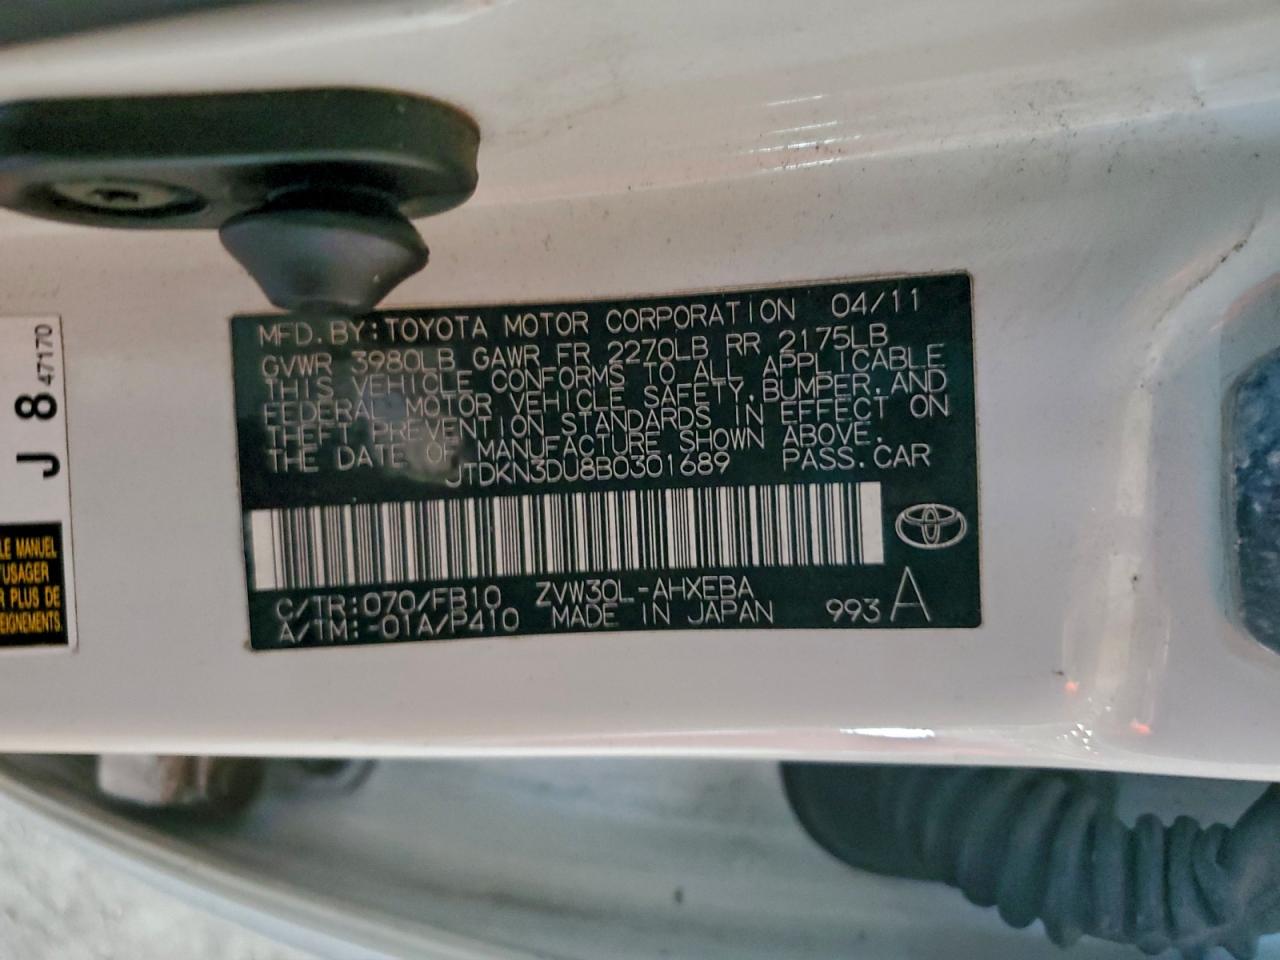 MFD. BY: TOYOTA MOTOR CORPORATION 04/11
GVWR 3980LB GAWR FR 2270LB RR 2175LB
THIS VEHICLE CONFORMS TO ALL APPLICABLE
FEDERAL MOTOR VEHICLE SAFETY, BUMPER, AND
THEFT PREVENTION STANDARDS IN EFFECT ON
THE DATE OF MANUFACTURE SHOWN ABOVE.
JTDKN3DU8B0301689 PASS. CAR
C/TR: 070/FB10 ZVW30L-AHXEBA
A/TM: -01A/P410 MADE IN JAPAN 993 A
J 8 47170
LE MANUEL
'USAGER
R PLUS DE
EIGNEMENTS.